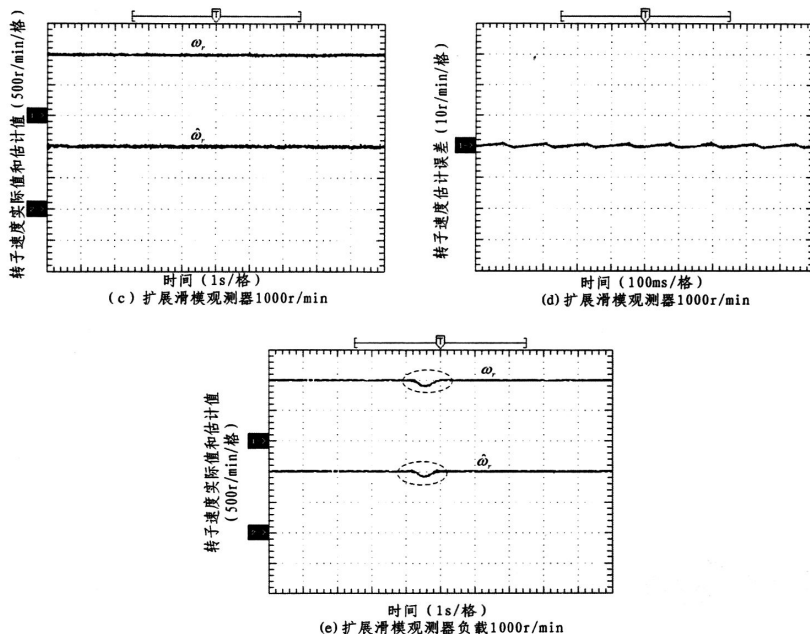 T
T
ω_r
ω̂_r
转子速度实际值和估计值（500r/min/格）
转子速度估计误差（10r/min/格）
时间（1s/格）
时间（100ms/格）
(c) 扩展滑模观测器1000r/min
(d)扩展滑模观测器1000r/min
T
ω_r
ω̂_r
转子速度实际值和估计值
（500r/min/格）
时间（1s/格）
(e)扩展滑模观测器负载1000r/min